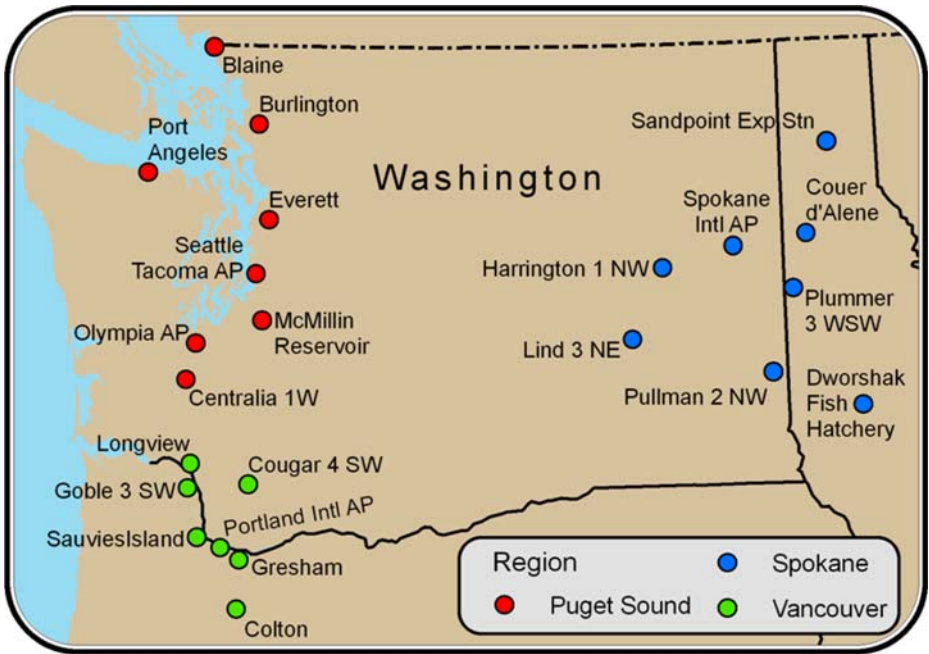 Blaine
Burlington
Port
Angeles
Sandpoint Exp Stn
Washington
Everett
Spokane
Intl AP
Couer
d'Alene
Seattle
Tacoma AP
Harrington 1 NW
Plummer
3 WSW
McMillin
Reservoir
Olympia AP
Lind 3 NE
Centralia 1W
Pullman 2 NW
Dworshak
Fish
Hatchery
Longview
Cougar 4 SW
Goble 3 SW
Portland Intl AP
SauviesIsland
Gresham
Colton
Region
Spokane
Puget Sound
Vancouver